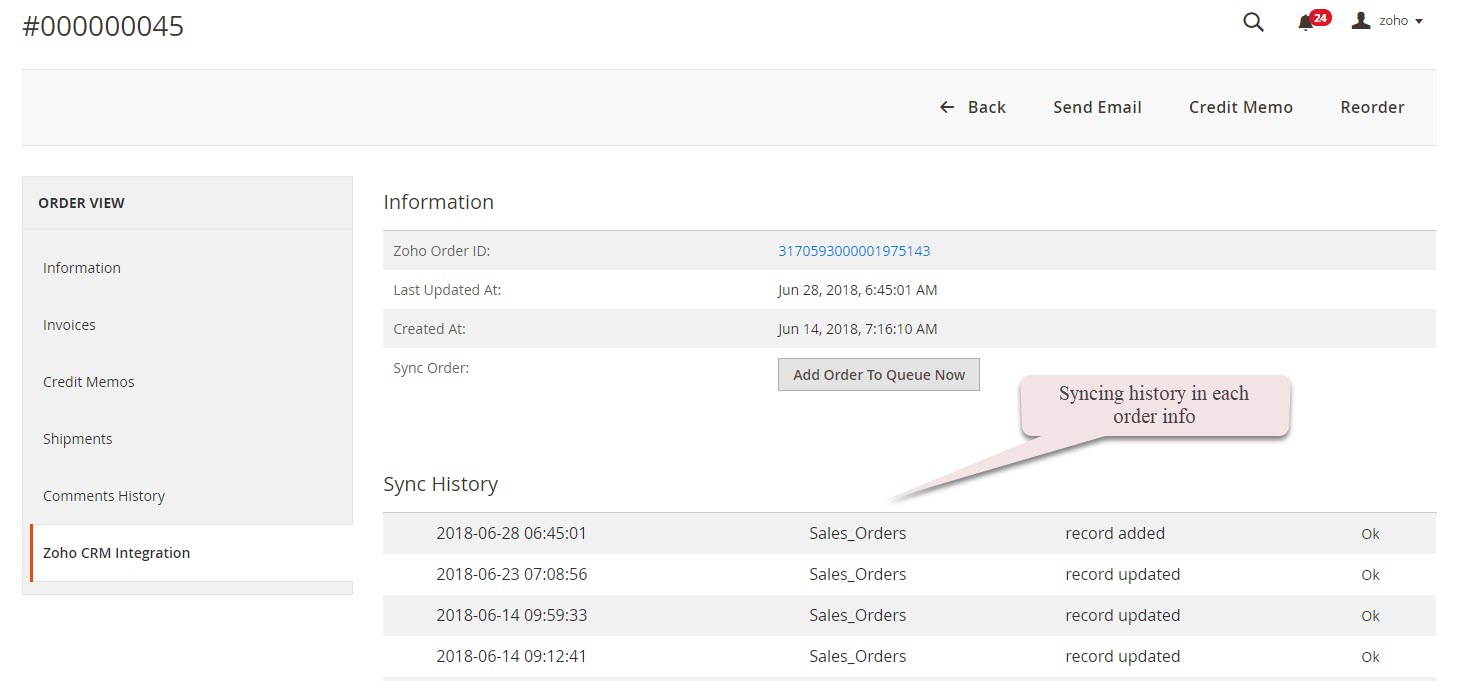 #000000045
24
zoho
Back
Send Email
Credit Memo
Reorder
ORDER VIEW
Information
Invoices
Credit Memos
Shipments
Comments History
Zoho CRM Integration
Information
Zoho Order ID: 3170593000001975143
Last Updated At: Jun 28, 2018, 6:45:01 AM
Created At: Jun 14, 2018, 7:16:10 AM
Sync Order: Add Order To Queue Now
Syncing history in each
order info
Sync History
2018-06-28 06:45:01 Sales_Orders record added Ok
2018-06-23 07:08:56 Sales_Orders record updated Ok
2018-06-14 09:59:33 Sales_Orders record updated Ok
2018-06-14 09:12:41 Sales_Orders record updated Ok